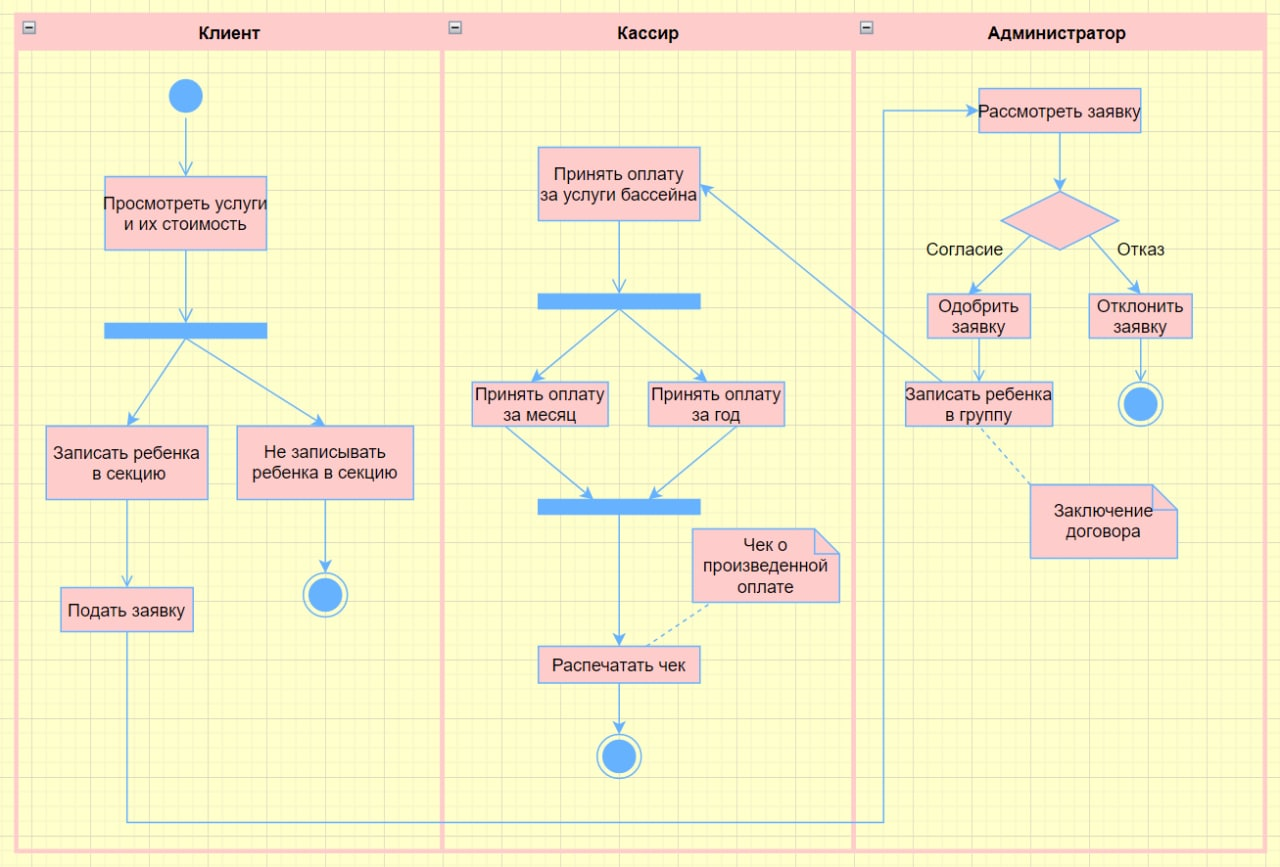 Клиент
Кассир
Администратор
Просмотреть услуги
и их стоимость
Записать ребенка
в секцию
Не записывать
ребенка в секцию
Подать заявку
Принять оплату
за услуги бассейна
Принять оплату
за месяц
Принять оплату
за год
Чек о
произведенной
оплате
Распечатать чек
Рассмотреть заявку
Согласие
Отказ
Одобрить
заявку
Отклонить
заявку
Записать ребенка
в группу
Заключение
договора